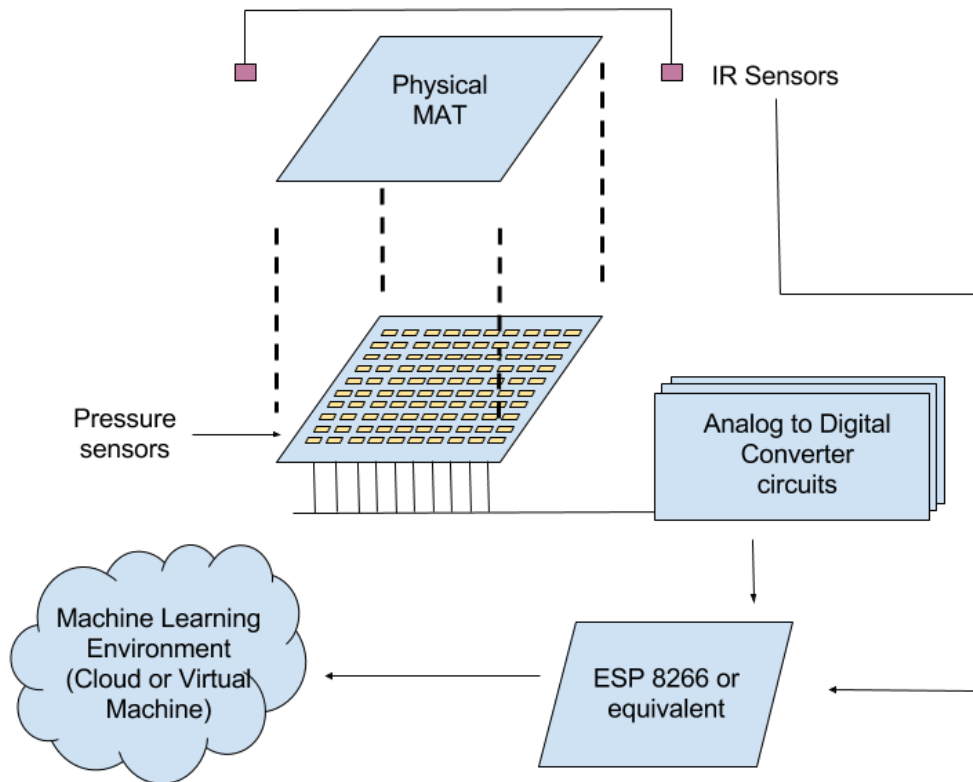 Physical
MAT
IR Sensors
Pressure
sensors
Analog to Digital
Converter
circuits
Machine Learning
Environment
(Cloud or Virtual
Machine)
ESP 8266 or
equivalent